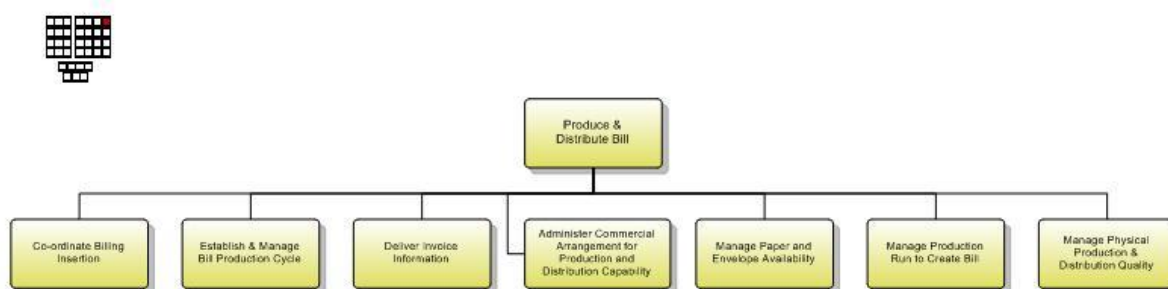 Produce &
Distribute Bill
Co-ordinate Billing
Insertion
Establish & Manage
Bill Production Cycle
Deliver Invoice
Information
Administer Commercial
Arrangement for
Production and
Distribution Capability
Manage Paper and
Envelope Availability
Manage Production
Run to Create Bill
Manage Physical
Production &
Distribution Quality